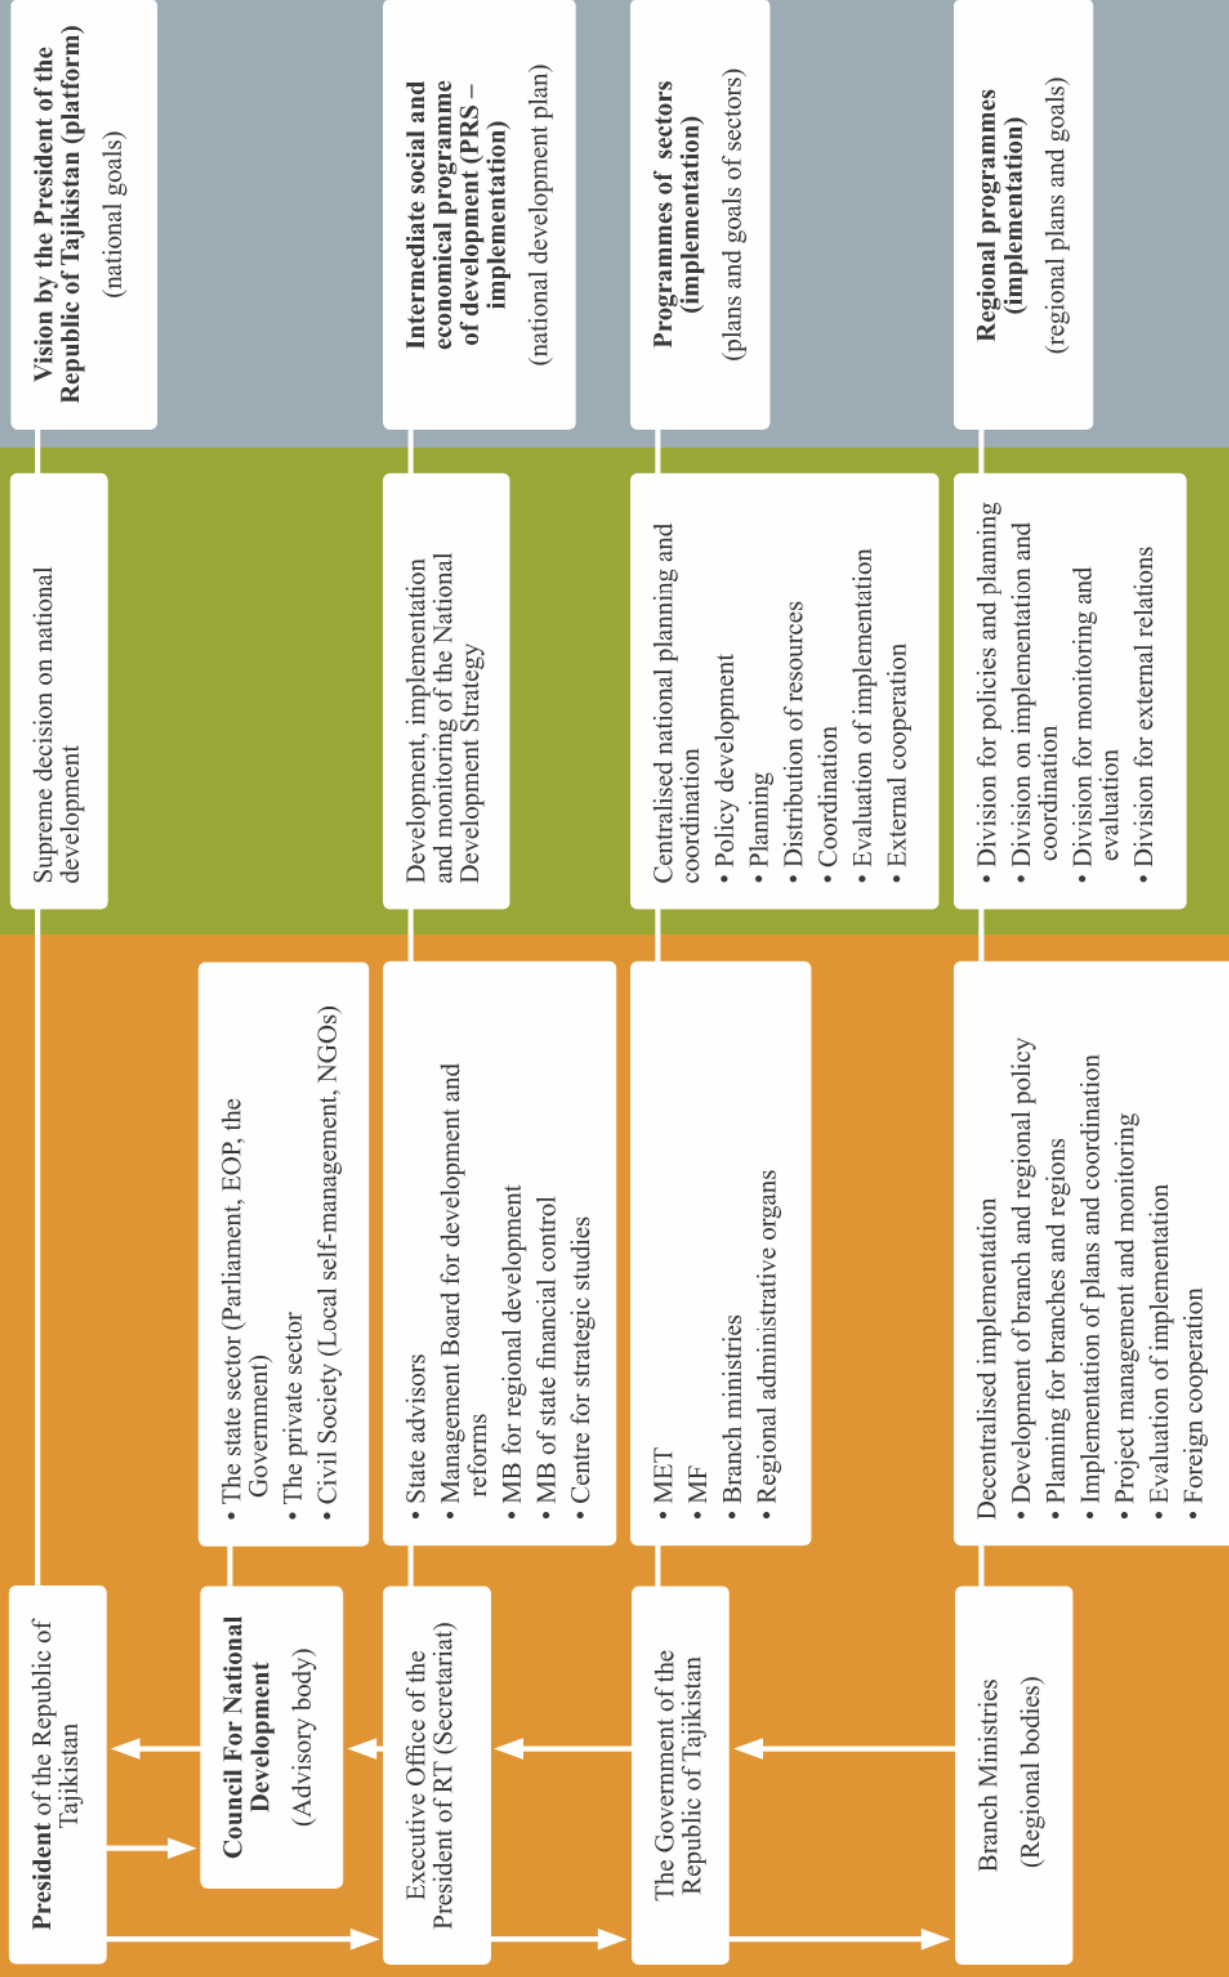 President of the Republic of
Tajikistan
Supreme decision on national
development
Vision by the President of the
Republic of Tajikistan (platform)
(national goals)
Council For National
Development
(Advisory body)
• The state sector (Parliament, EOP, the
Government)
• The private sector
• Civil Society (Local self-management, NGOs)
Executive Office of the
President of RT (Secretariat)
• State advisors
• Management Board for development and
reforms
• MB for regional development
• MB of state financial control
• Centre for strategic studies
Development, implementation
and monitoring of the National
Development Strategy
Intermediate social and
economical programme
of development (PRS –
implementation)
(national development plan)
The Government of the
Republic of Tajikistan
• MET
• MF
• Branch ministries
• Regional administrative organs
Centralised national planning and
coordination
• Policy development
• Planning
• Distribution of resources
• Coordination
• Evaluation of implementation
• External cooperation
Programmes of sectors
(implementation)
(plans and goals of sectors)
Branch Ministries
(Regional bodies)
Decentralised implementation
• Development of branch and regional policy
• Planning for branches and regions
• Implementation of plans and coordination
• Project management and monitoring
• Evaluation of implementation
• Foreign cooperation
• Division for policies and planning
• Division on implementation and
coordination
• Division for monitoring and
evaluation
• Division for external relations
Regional programmes
(implementation)
(regional plans and goals)